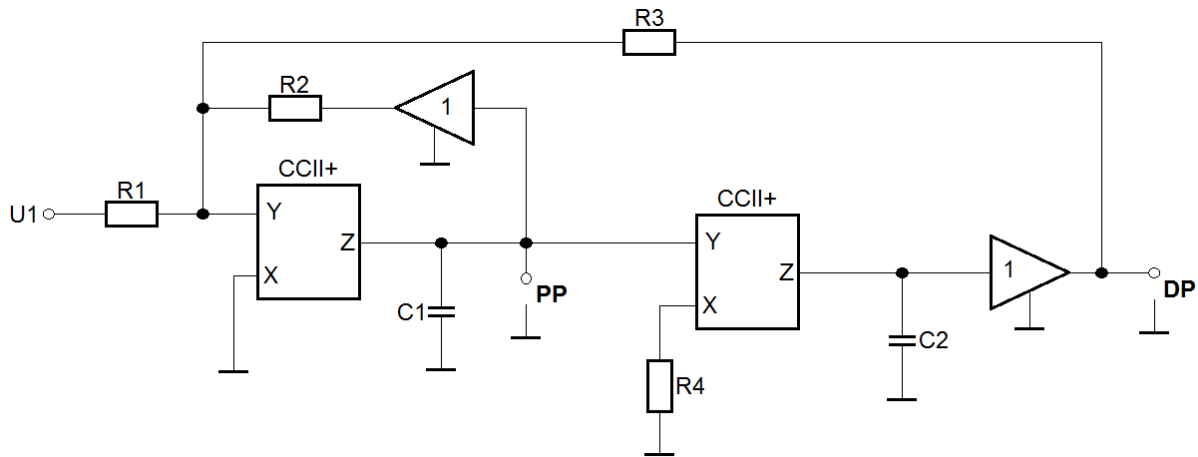 R3
R2
1
CCII+
R1
U1
Y
Z
X
C1
PP
CCII+
Y
Z
X
R4
1
C2
DP